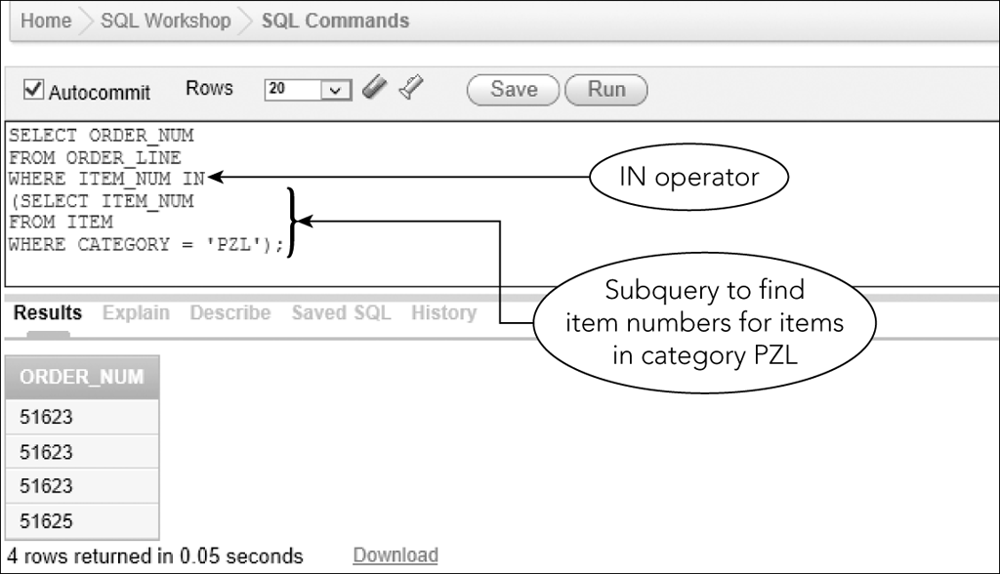 Home SQL Workshop SQL Commands
Autocommit Rows 20 Save Run
SELECT ORDER_NUM
FROM ORDER_LINE
WHERE ITEM_NUM IN
(SELECT ITEM_NUM
FROM ITEM
WHERE CATEGORY = 'PZL');
IN operator
Subquery to find
item numbers for items
in category PZL
Results Explain Describe Saved SQL History
ORDER_NUM
51623
51623
51623
51625
4 rows returned in 0.05 seconds Download